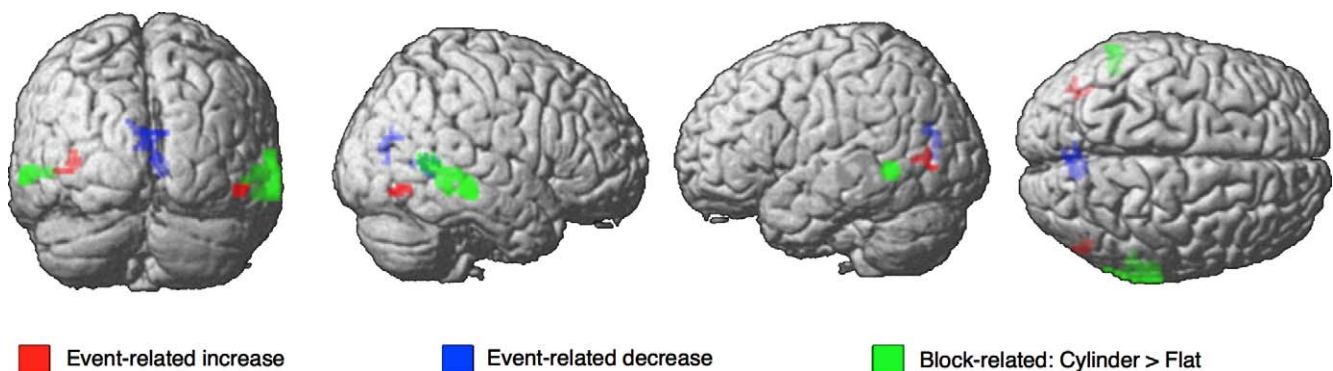 Event-related increase
Event-related decrease
Block-related: Cylinder > Flat